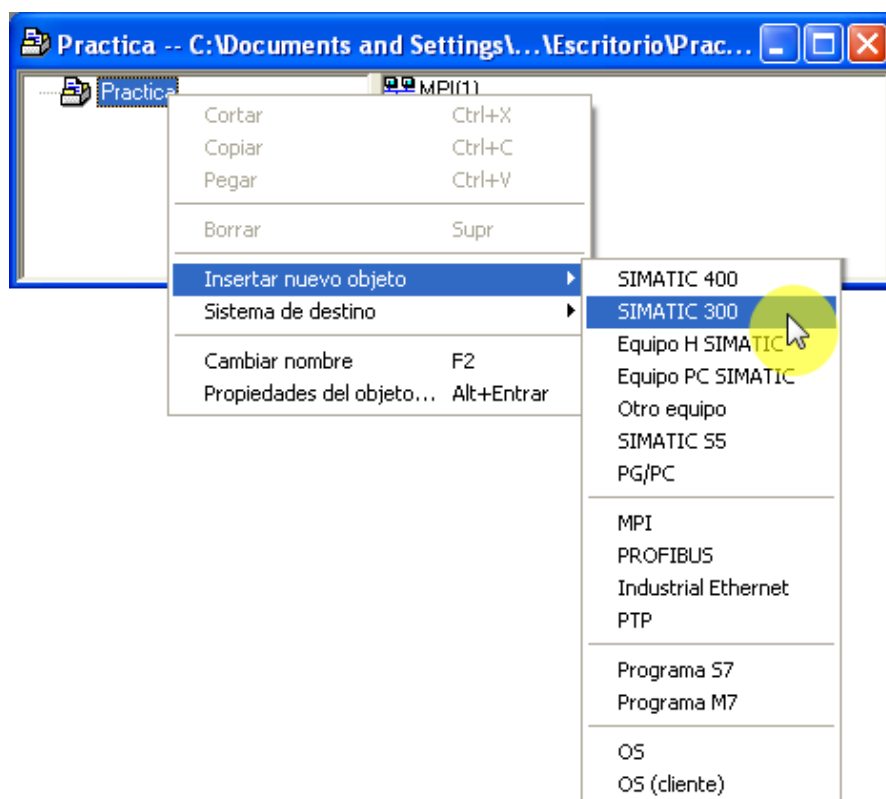 Practica -- C:\Documents and Settings\...\Escritorio\Prac...
Practica
MPI(1)
Cortar Ctrl+X
Copiar Ctrl+C
Pegar Ctrl+V
Borrar Supr
Insertar nuevo objeto
Sistema de destino
Cambiar nombre F2
Propiedades del objeto... Alt+Entrar
SIMATIC 400
SIMATIC 300
Equipo H SIMATIC
Equipo PC SIMATIC
Otro equipo
SIMATIC S5
PG/PC
MPI
PROFIBUS
Industrial Ethernet
PTP
Programa S7
Programa M7
OS
OS (cliente)